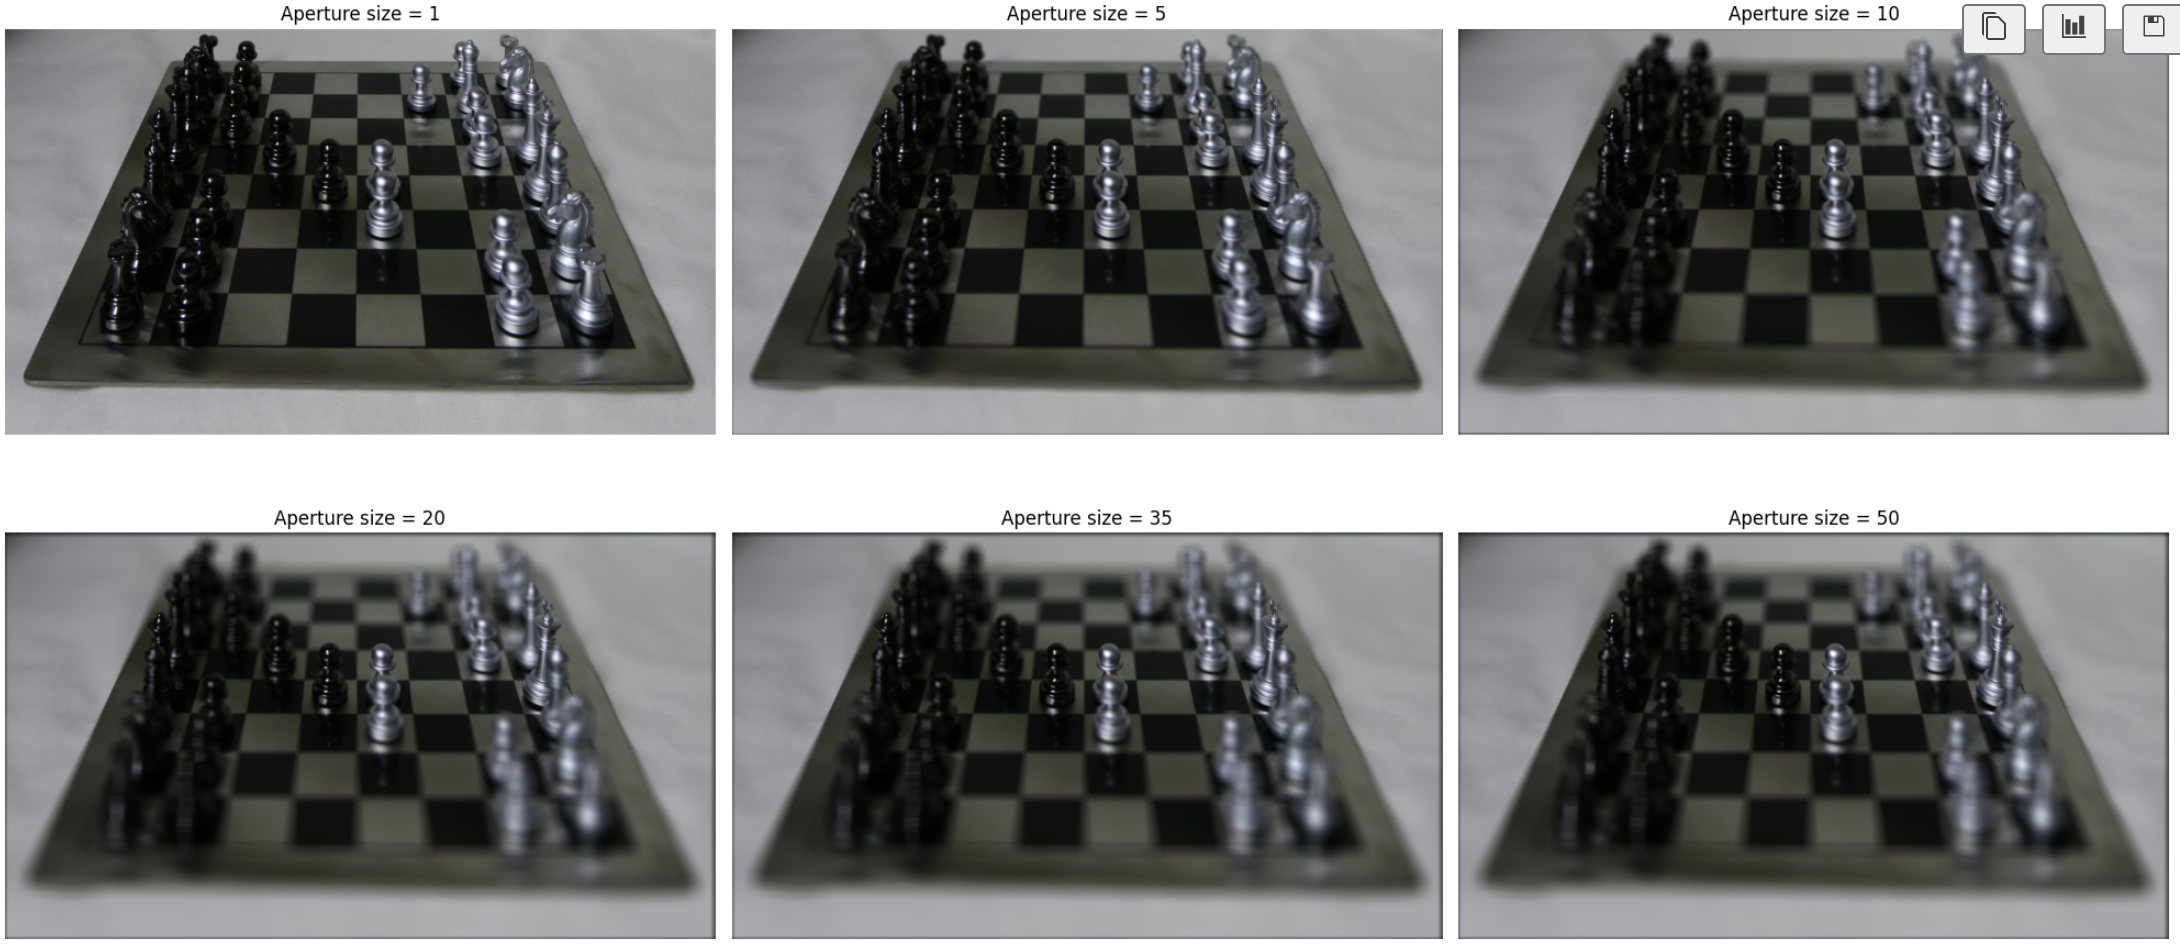 Aperture size = 1
Aperture size = 5
Aperture size = 10
Aperture size = 20
Aperture size = 35
Aperture size = 50